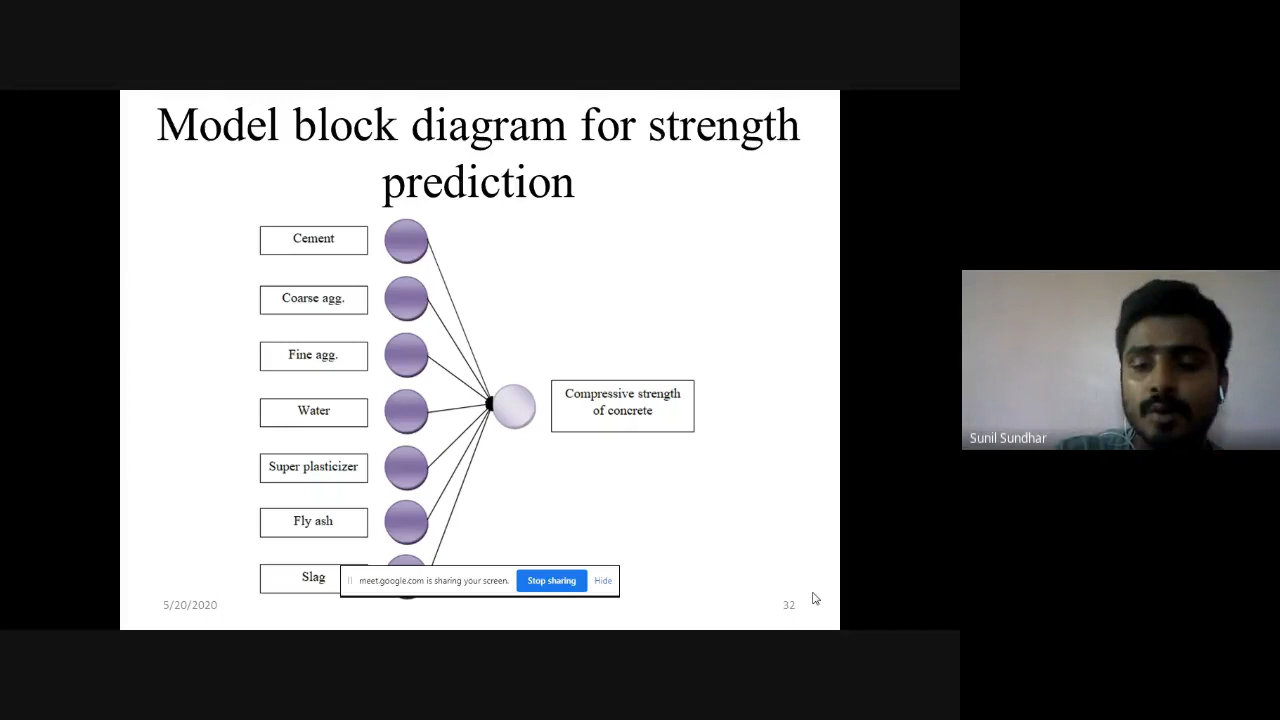 Model block diagram for strength
prediction
Cement
Coarse agg.
Fine agg.
Water
Super plasticizer
Fly ash
Slag
Compressive strength
of concrete
meet.google.com is sharing your screen.
Stop sharing
Hide
5/20/2020
32
Sunil Sundhar